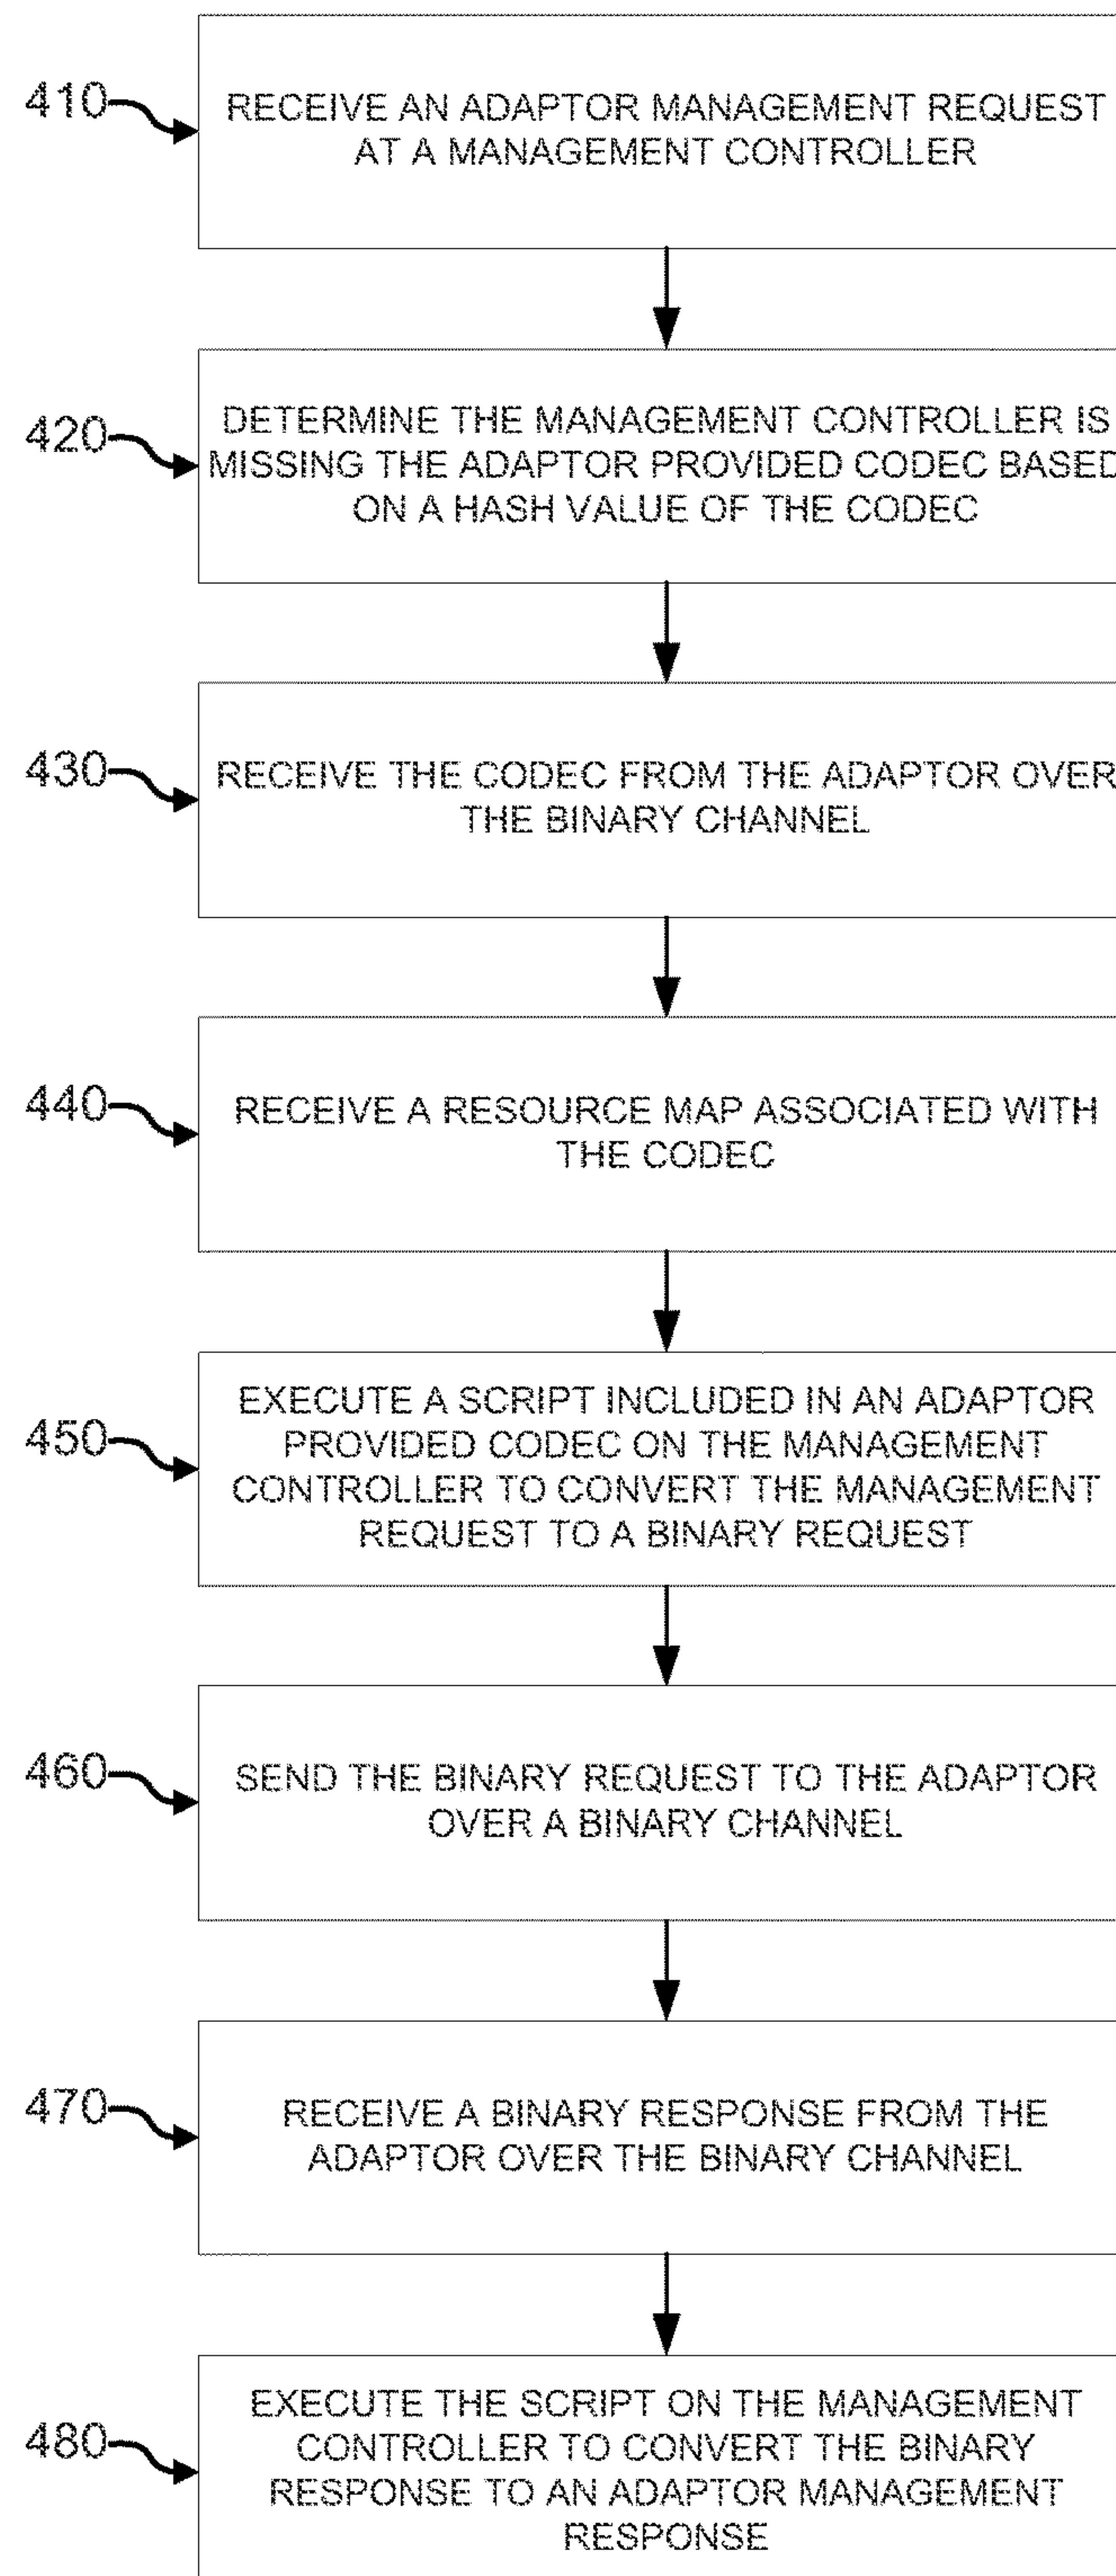 410
RECEIVE AN ADAPTOR MANAGEMENT REQUEST
AT A MANAGEMENT CONTROLLER
420
DETERMINE THE MANAGEMENT CONTROLLER IS
MISSING THE ADAPTOR PROVIDED CODEC BASED
ON A HASH VALUE OF THE CODEC
430
RECEIVE THE CODEC FROM THE ADAPTOR OVER
THE BINARY CHANNEL
440
RECEIVE A RESOURCE MAP ASSOCIATED WITH
THE CODEC
450
EXECUTE A SCRIPT INCLUDED IN AN ADAPTOR
PROVIDED CODEC ON THE MANAGEMENT
CONTROLLER TO CONVERT THE MANAGEMENT
REQUEST TO A BINARY REQUEST
460
SEND THE BINARY REQUEST TO THE ADAPTOR
OVER A BINARY CHANNEL
470
RECEIVE A BINARY RESPONSE FROM THE
ADAPTOR OVER THE BINARY CHANNEL
480
EXECUTE THE SCRIPT ON THE MANAGEMENT
CONTROLLER TO CONVERT THE BINARY
RESPONSE TO AN ADAPTOR MANAGEMENT
RESPONSE